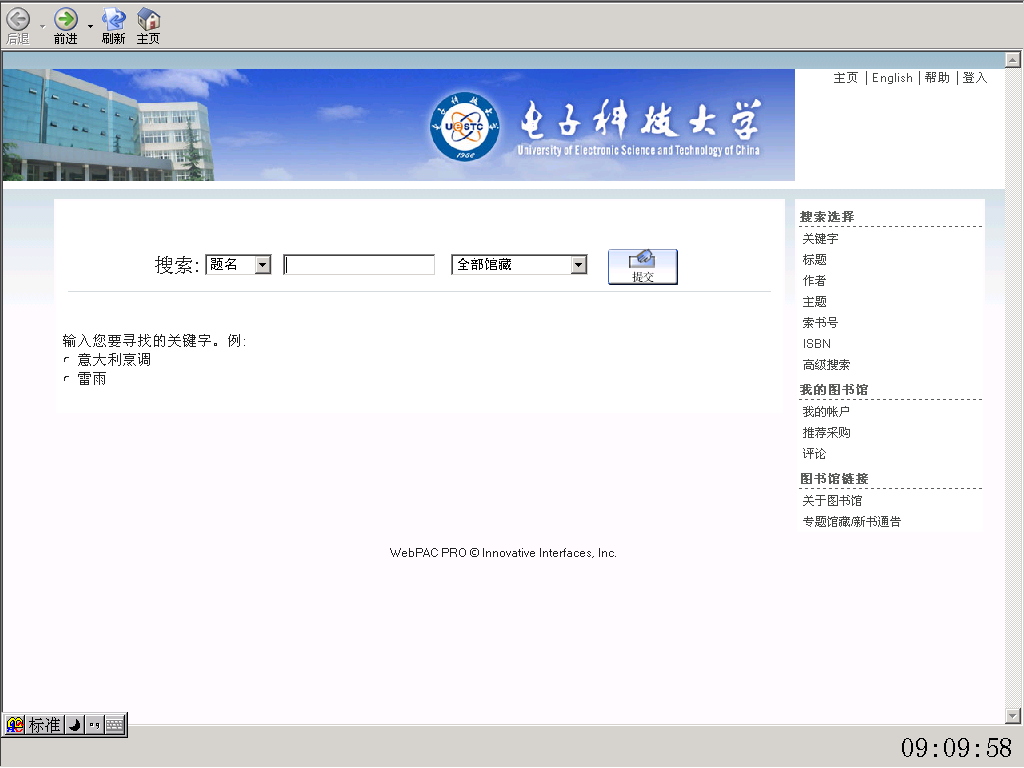 后退 前进 刷新 主页
主页 | English | 帮助 | 登入
UESTC
1956
电子科技大学
University of Electronic Science and Technology of China
搜索: 题名 全部馆藏 提交
输入您要寻找的关键字。例:
意大利烹调
雷雨
搜索选择
关键字
标题
作者
主题
索书号
ISBN
高级搜索
我的图书馆
我的帐户
推荐采购
评论
图书馆链接
关于图书馆
专题馆藏/新书通告
WebPAC PRO © Innovative Interfaces, Inc.
标准
09:09:58